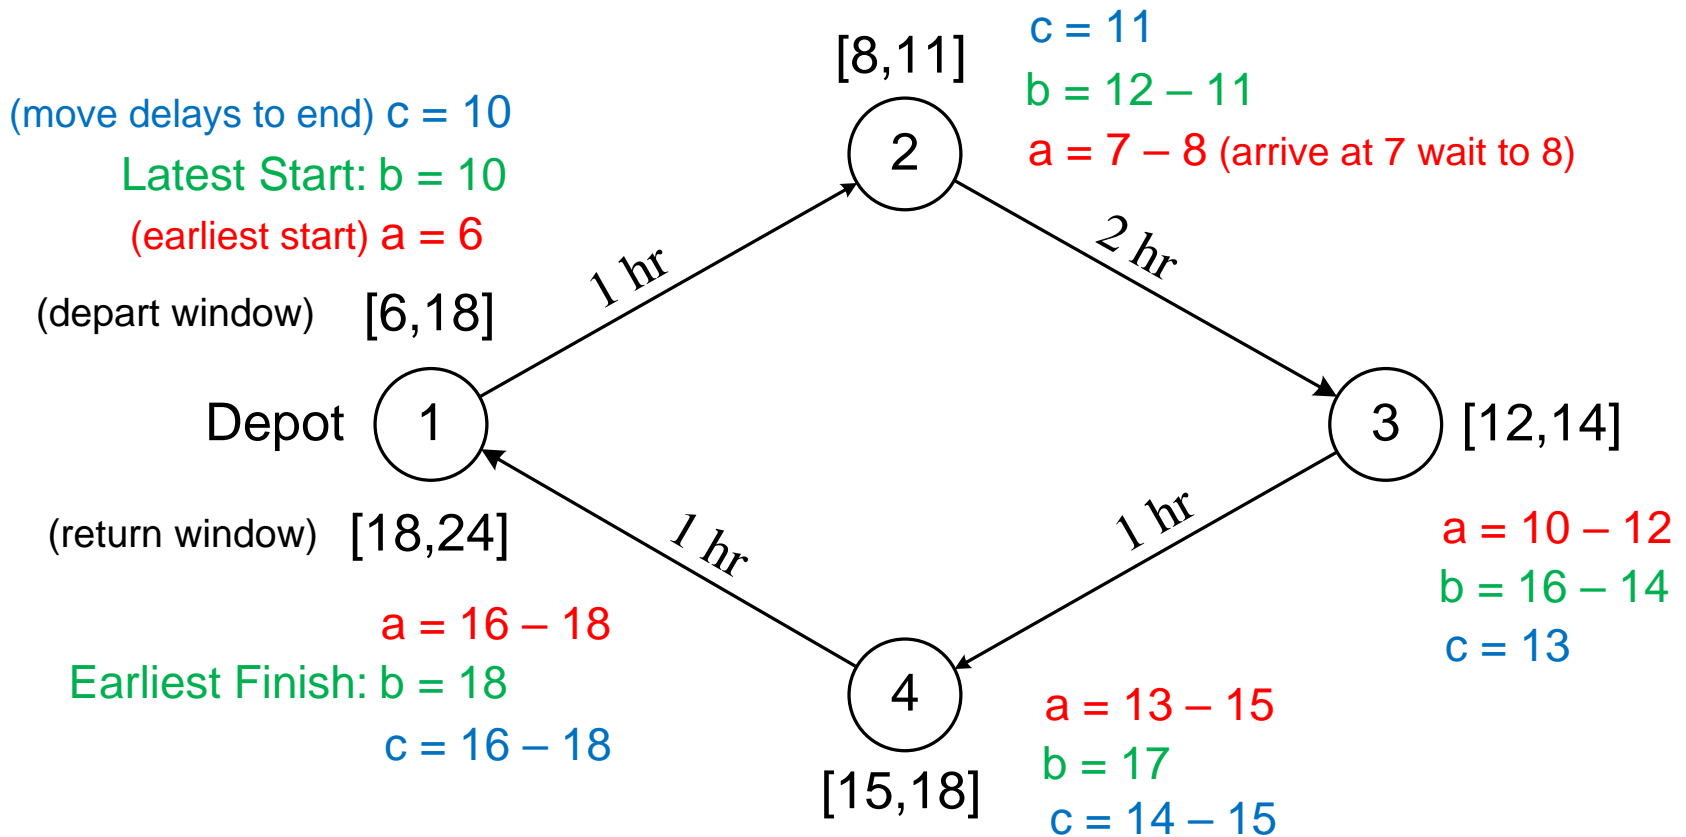 c = 11
[8,11]
b = 12 – 11
(move delays to end) c = 10
2
a = 7 – 8 (arrive at 7 wait to 8)
Latest Start: b = 10
(earliest start) a = 6
2 hr
1 hr
(depart window) [6,18]
Depot
1
3
[12,14]
(return window) [18,24]
1 hr
1 hr
a = 10 – 12
b = 16 – 14
c = 13
a = 16 – 18
Earliest Finish: b = 18
c = 16 – 18
4
a = 13 – 15
b = 17
[15,18]
c = 14 – 15